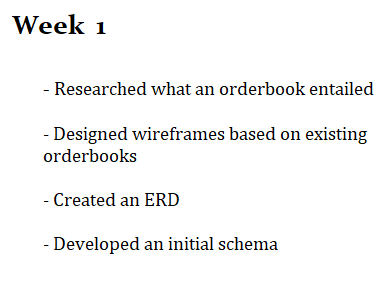 Week 1
- Researched what an orderbook entailed
- Designed wireframes based on existing
orderbooks
- Created an ERD
- Developed an initial schema